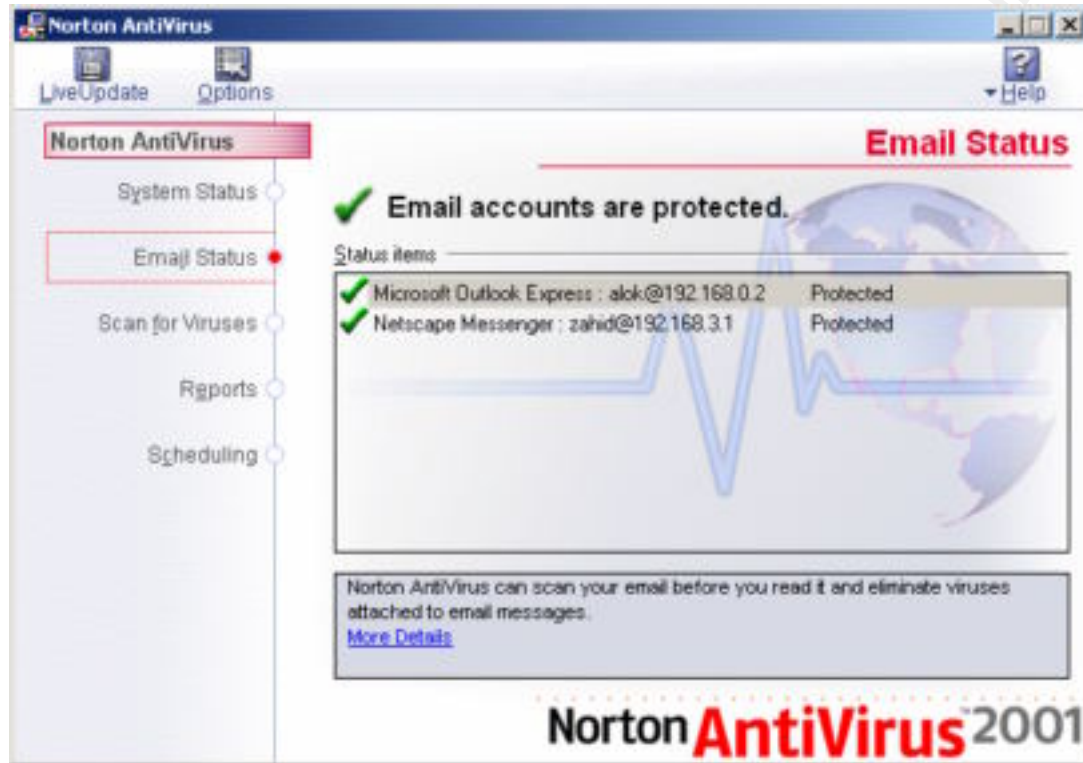 Norton AntiVirus
LiveUpdate Options Help
Norton AntiVirus
System Status
Email Status
Scan for Viruses
Reports
Scheduling
Email Status
Email accounts are protected.
Status items
Microsoft Outlook Express : alok@192.168.0.2 Protected
Netscape Messenger : zahid@192.168.3.1 Protected
Norton AntiVirus can scan your email before you read it and eliminate viruses
attached to email messages.
More Details
Norton AntiVirus 2001